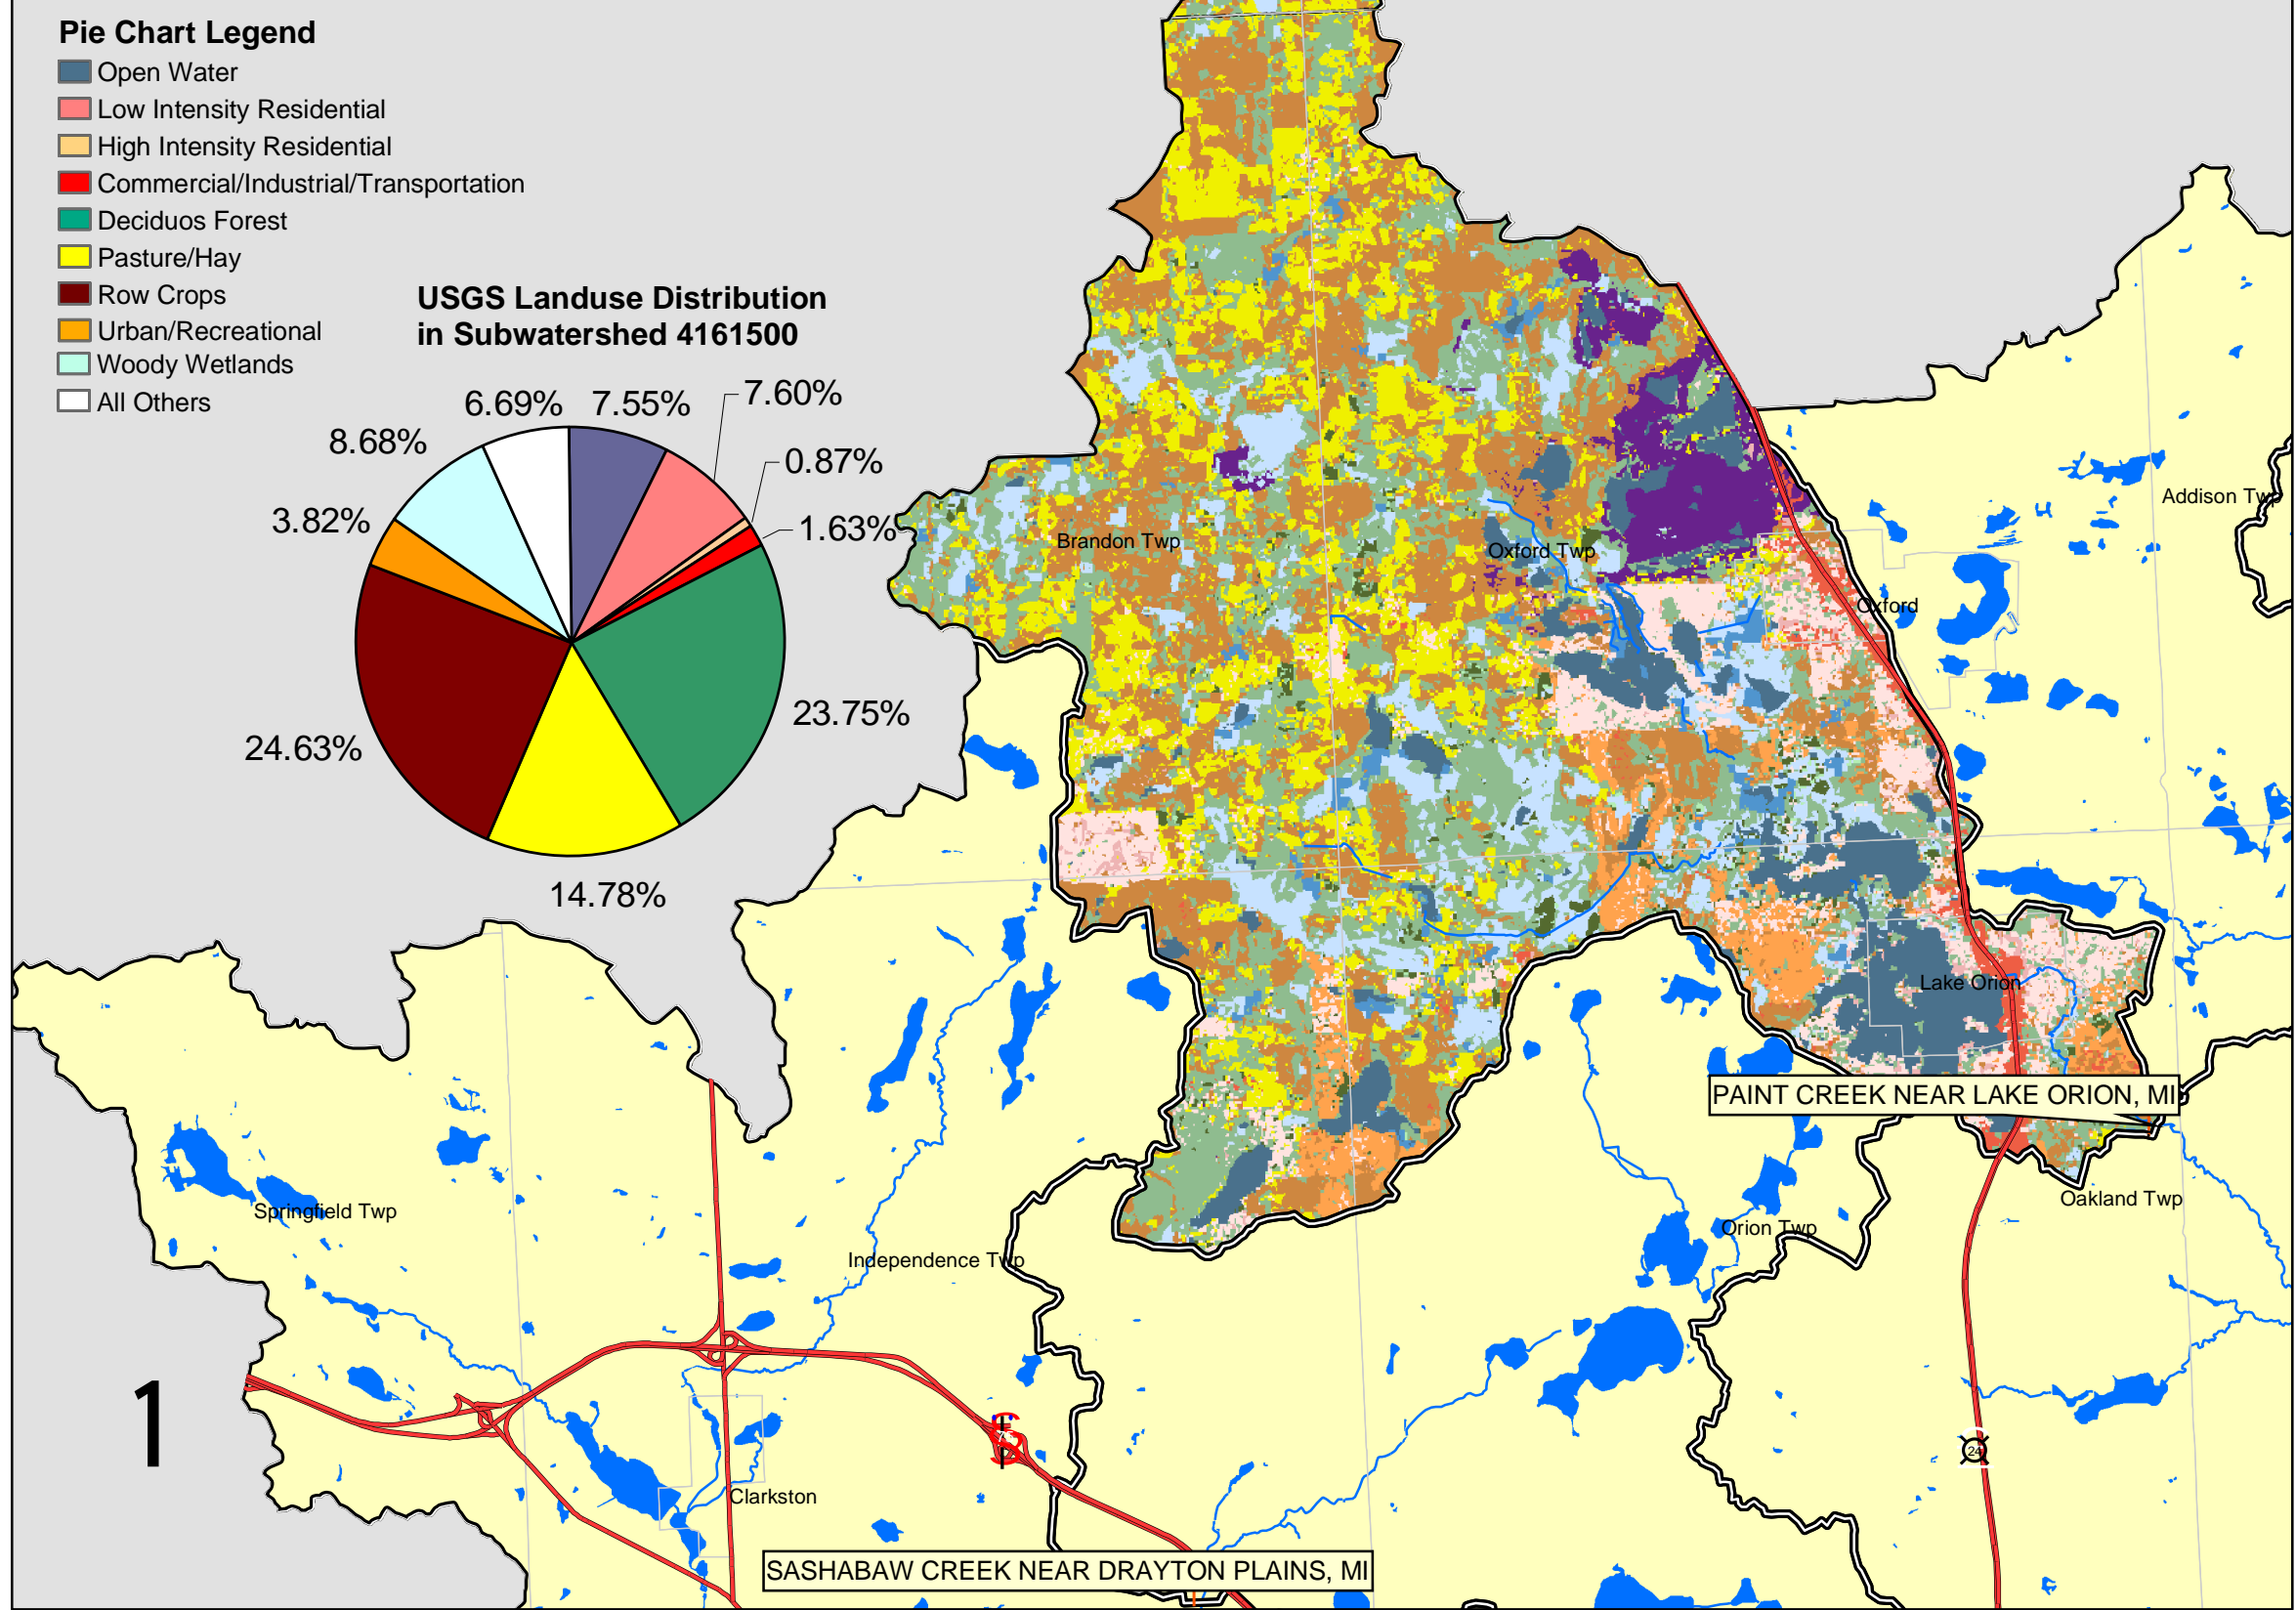 Pie Chart Legend
Open Water
Low Intensity Residential
High Intensity Residential
Commercial/Industrial/Transportation
Deciduos Forest
Pasture/Hay
Row Crops
Urban/Recreational
Woody Wetlands
All Others
USGS Landuse Distribution
in Subwatershed 4161500
6.69%
7.55%
7.60%
8.68%
0.87%
3.82%
1.63%
23.75%
24.63%
14.78%
Addison Twp
Brandon Twp
Oxford Twp
Oxford
Lake Orion
PAINT CREEK NEAR LAKE ORION, MI
Oakland Twp
Springfield Twp
Orion Twp
Independence Twp
1
24
Clarkston
SASHABAW CREEK NEAR DRAYTON PLAINS, MI